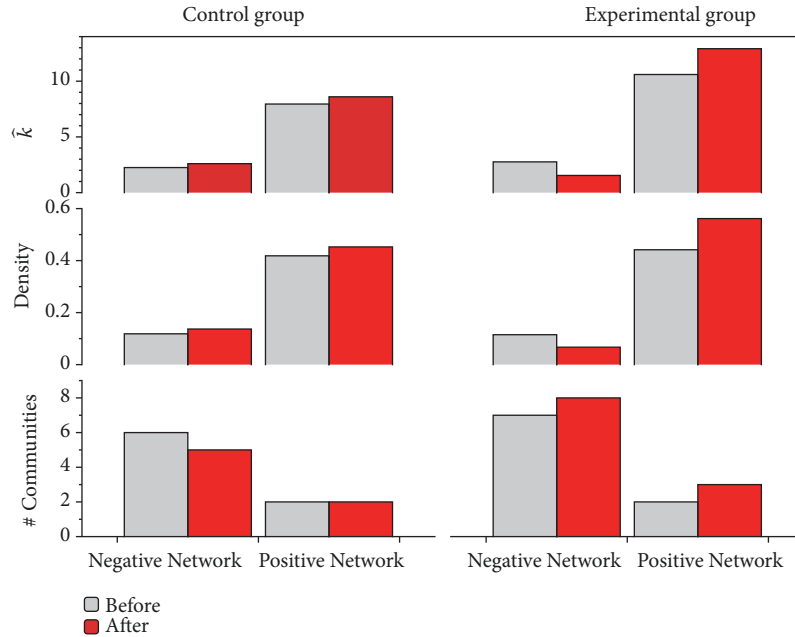 Control group
Experimental group
k̂
10
5
0
Density
0.6
0.4
0.2
0
# Communities
8
6
4
2
0
Negative Network Positive Network
Negative Network Positive Network
Before
After